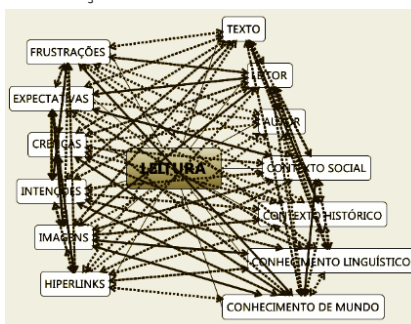 TEXTO
FRUSTRAÇÕES
LEITOR
EXPECTATIVAS
AUTOR
CRENÇAS
LEITURA
CONTEXTO SOCIAL
INTENÇÕES
CONTEXTO HISTÓRICO
IMAGENS
CONHECIMENTO LINGUÍSTICO
HIPERLINKS
CONHECIMENTO DE MUNDO